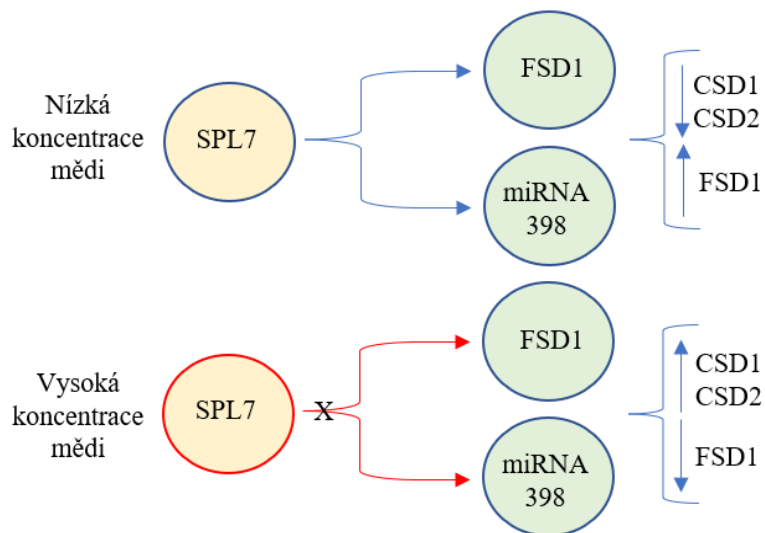 Nízká
koncentrace
mědi
SPL7
FSD1
miRNA
398
CSD1
CSD2
FSD1
Vysoká
koncentrace
mědi
SPL7
X
FSD1
miRNA
398
CSD1
CSD2
FSD1